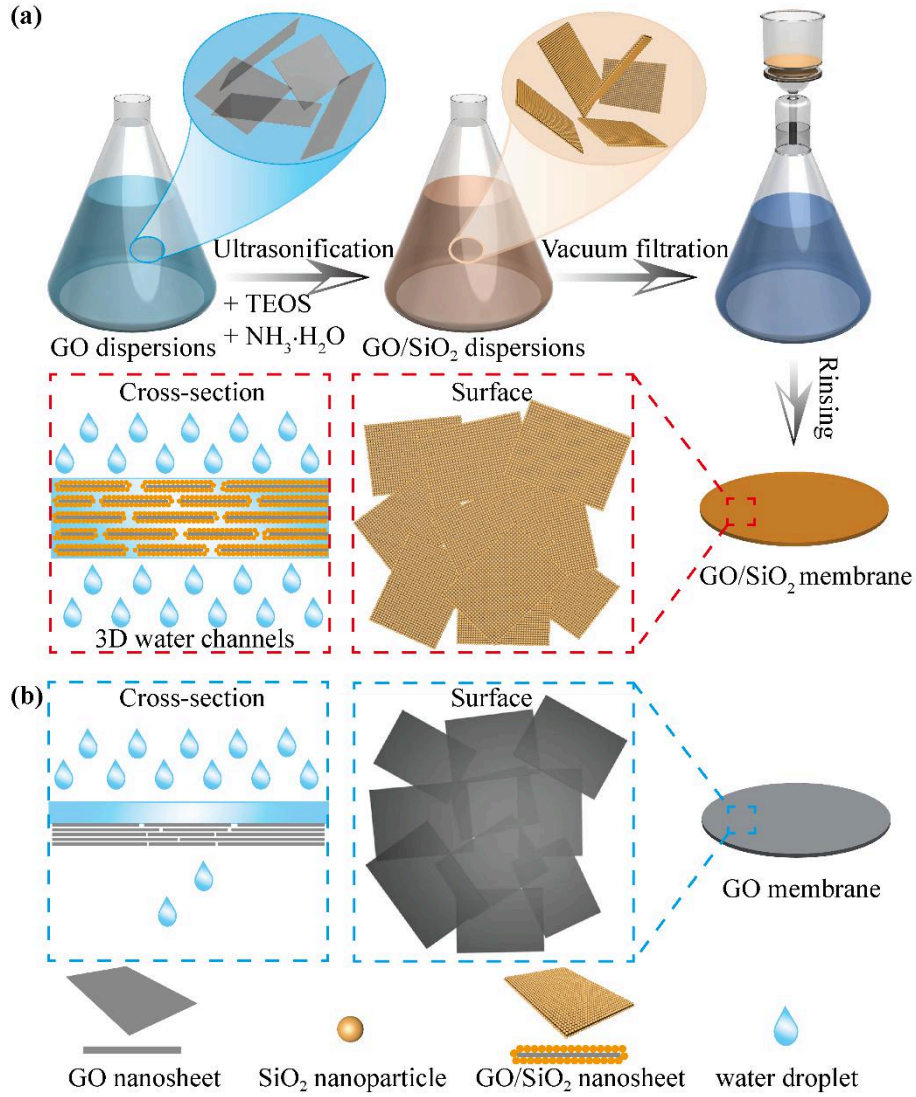 (a)
Ultrasonification
Vacuum filtration
+ TEOS
+ NH₃·H₂O
GO dispersions
GO/SiO₂ dispersions
Rinsing
Cross-section
Surface
GO/SiO₂ membrane
3D water channels
(b)
Cross-section
Surface
GO membrane
GO nanosheet
SiO₂ nanoparticle
GO/SiO₂ nanosheet
water droplet